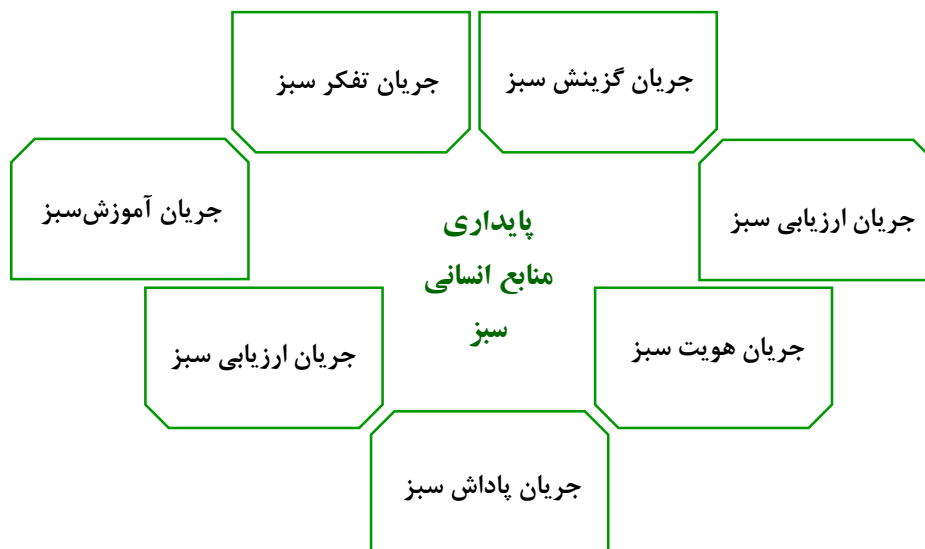 جریان گزینش سبز
جریان تفکر سبز
جریان ارزیابی سبز
جریان آموزش‌سبز
پایداری
منابع انسانی
سبز
جریان هویت سبز
جریان ارزیابی سبز
جریان پاداش سبز